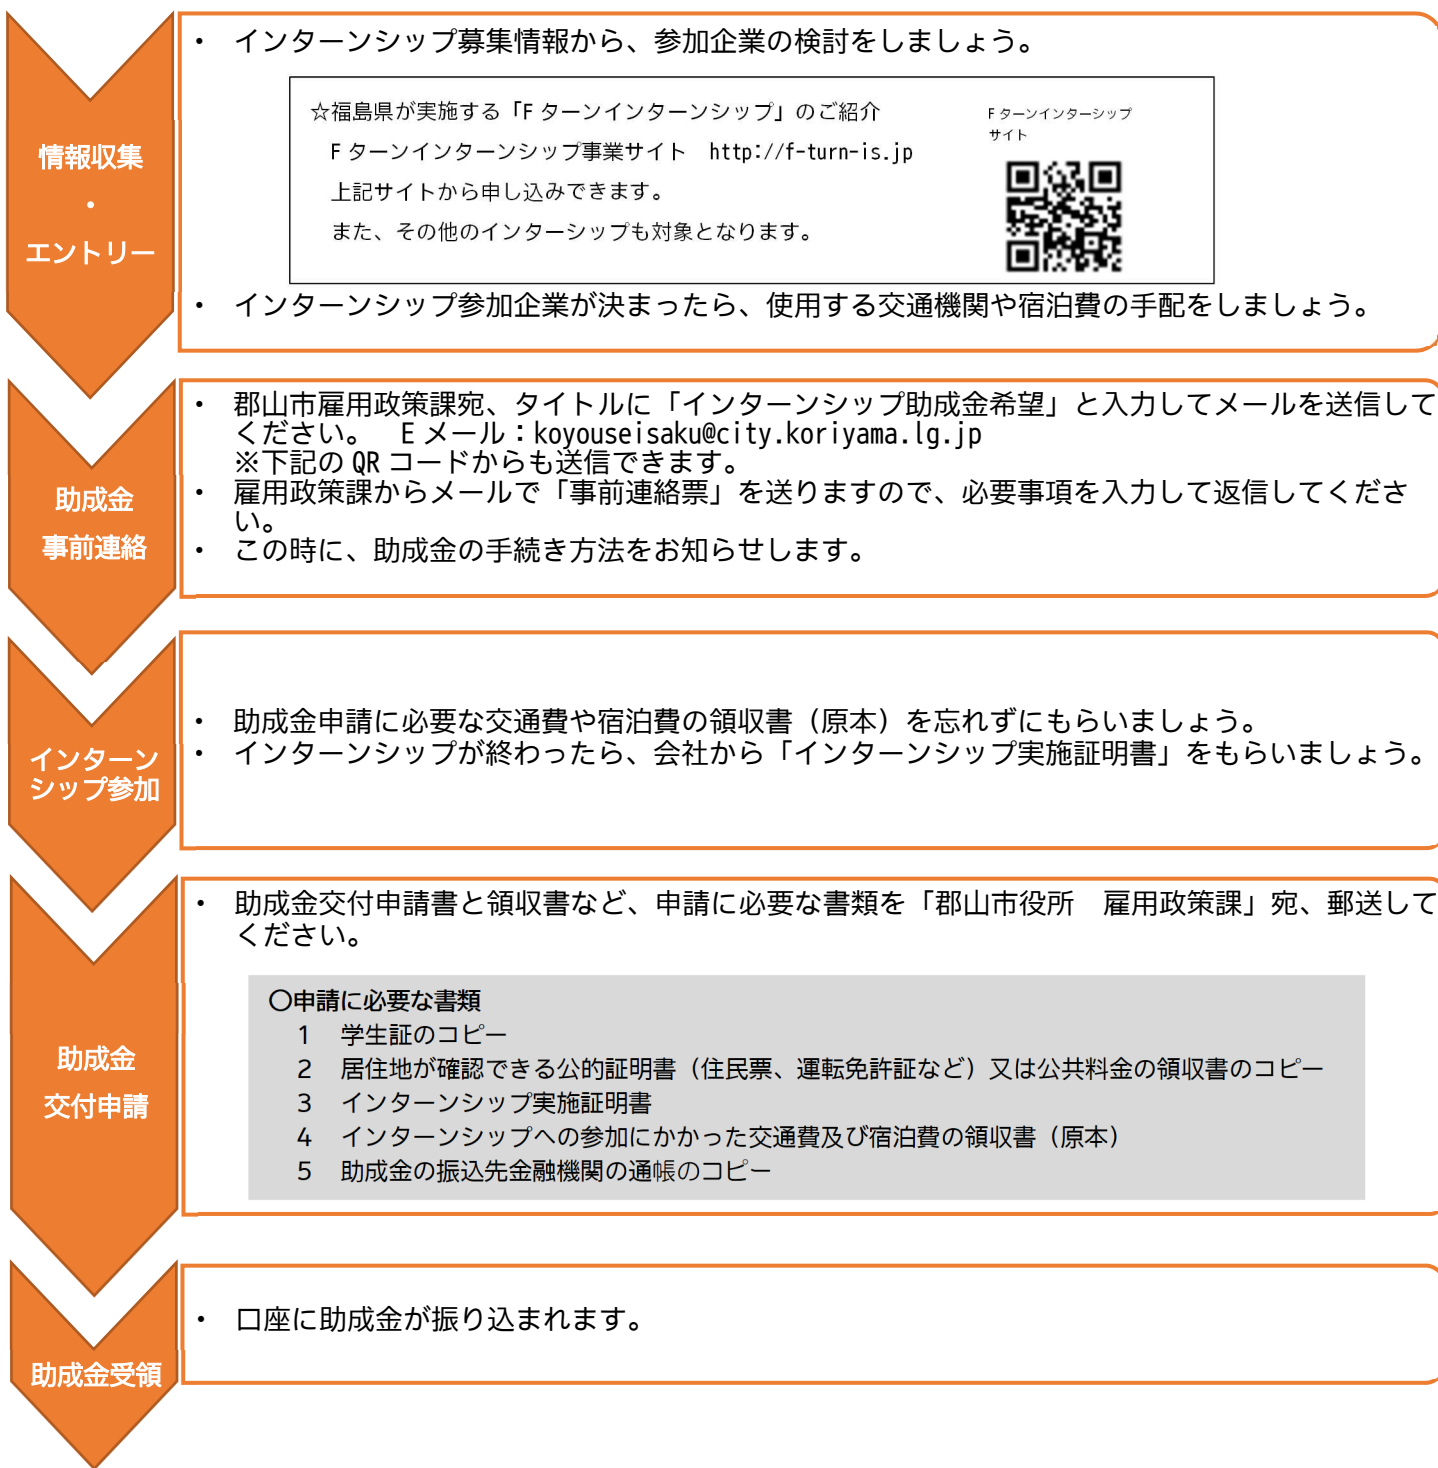 情報収集
・
エントリー
・ インターンシップ募集情報から、参加企業の検討をしましょう。
☆福島県が実施する「Fターンインターンシップ」のご紹介
Fターンインターンシップ事業サイト　http://f-turn-is.jp
上記サイトから申し込みできます。
また、その他のインターシップも対象となります。
Fターンインターシップ
サイト
・ インターンシップ参加企業が決まったら、使用する交通機関や宿泊費の手配をしましょう。
助成金
事前連絡
・ 郡山市雇用政策課宛、タイトルに「インターンシップ助成金希望」と入力してメールを送信して
ください。　Eメール：koyouseisaku@city.koriyama.lg.jp
※下記のQRコードからも送信できます。
・ 雇用政策課からメールで「事前連絡票」を送りますので、必要事項を入力して返信してくださ
い。
・ この時に、助成金の手続き方法をお知らせします。
インターン
シップ参加
・ 助成金申請に必要な交通費や宿泊費の領収書（原本）を忘れずにもらいましょう。
・ インターンシップが終わったら、会社から「インターンシップ実施証明書」をもらいましょう。
助成金
交付申請
・ 助成金交付申請書と領収書など、申請に必要な書類を「郡山市役所　雇用政策課」宛、郵送して
ください。
〇申請に必要な書類
1　学生証のコピー
2　居住地が確認できる公的証明書（住民票、運転免許証など）又は公共料金の領収書のコピー
3　インターンシップ実施証明書
4　インターンシップへの参加にかかった交通費及び宿泊費の領収書（原本）
5　助成金の振込先金融機関の通帳のコピー
助成金受領
・ 口座に助成金が振り込まれます。